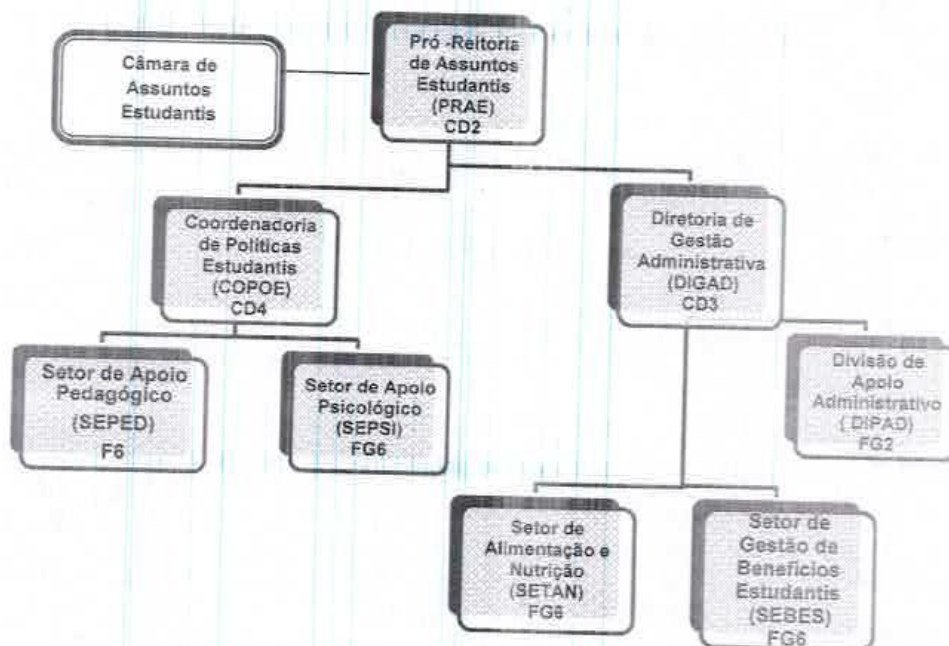 Câmara de
Assuntos
Estudantis
Pró -Reitoria
de Assuntos
Estudantis
(PRAE)
CD2
Coordenadoria
de Políticas
Estudantis
(COPOE)
CD4
Diretoria de
Gestão
Administrativa
(DIGAD)
CD3
Setor de Apoio
Pedagógico
(SEPED)
F6
Setor de Apoio
Psicológico
(SEPSI)
FG6
Divisão de
Apoio
Administrativo
( DIPAD)
FG2
Setor de
Alimentação e
Nutrição
(SETAN)
FG6
Setor de
Gestão de
Benefícios
Estudantis
(SEBES)
FG6